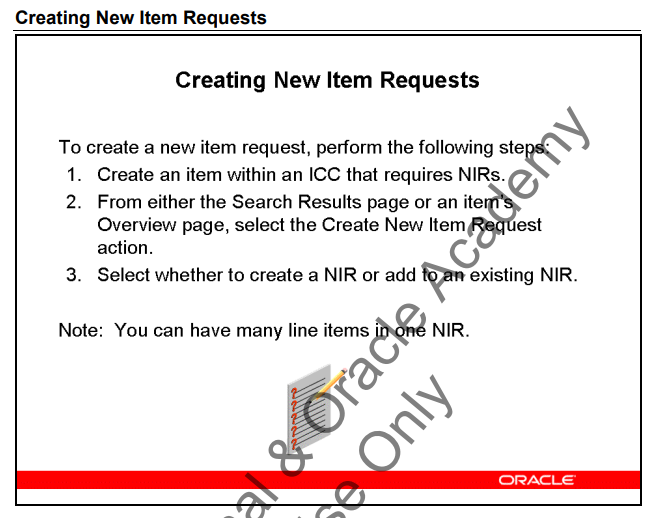 Creating New Item Requests
Creating New Item Requests
To create a new item request, perform the following steps:
1. Create an item within an ICC that requires NIRs.
2. From either the Search Results page or an item's
Overview page, select the Create New Item Request
action.
3. Select whether to create a NIR or add to an existing NIR.
Note: You can have many line items in one NIR.
& Oracle Academy
Only
ORACLE